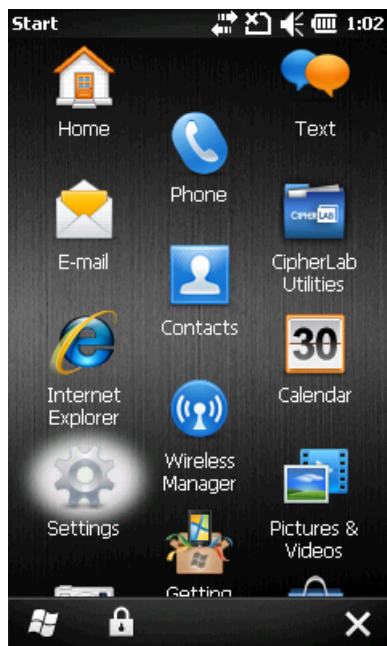 Start 1:02
Home
Text
Phone
E-mail
CIPHERLAB
CipherLab
Utilities
Contacts
30
Internet
Explorer
Calendar
Wireless
Manager
Settings
Pictures &
Videos
Getting